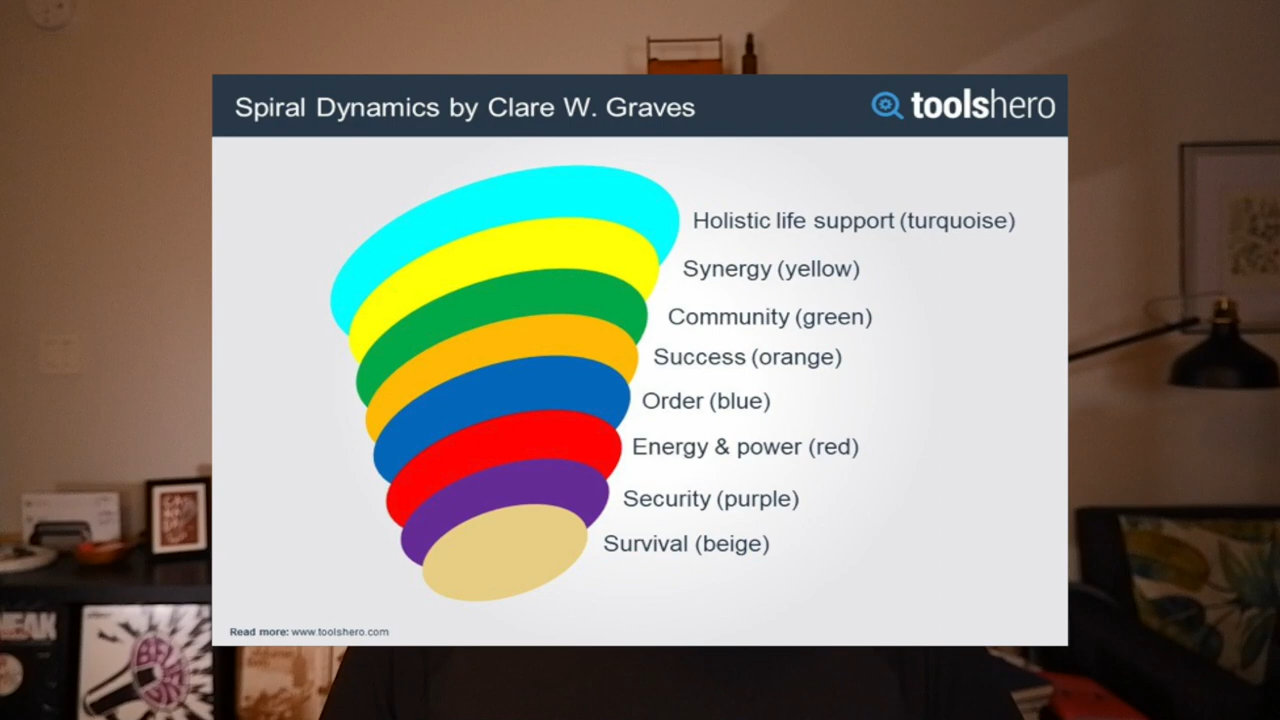 Spiral Dynamics by Clare W. Graves
toolshero
Holistic life support (turquoise)
Synergy (yellow)
Community (green)
Success (orange)
Order (blue)
Energy & power (red)
Security (purple)
Survival (beige)
Read more: www.toolshero.com